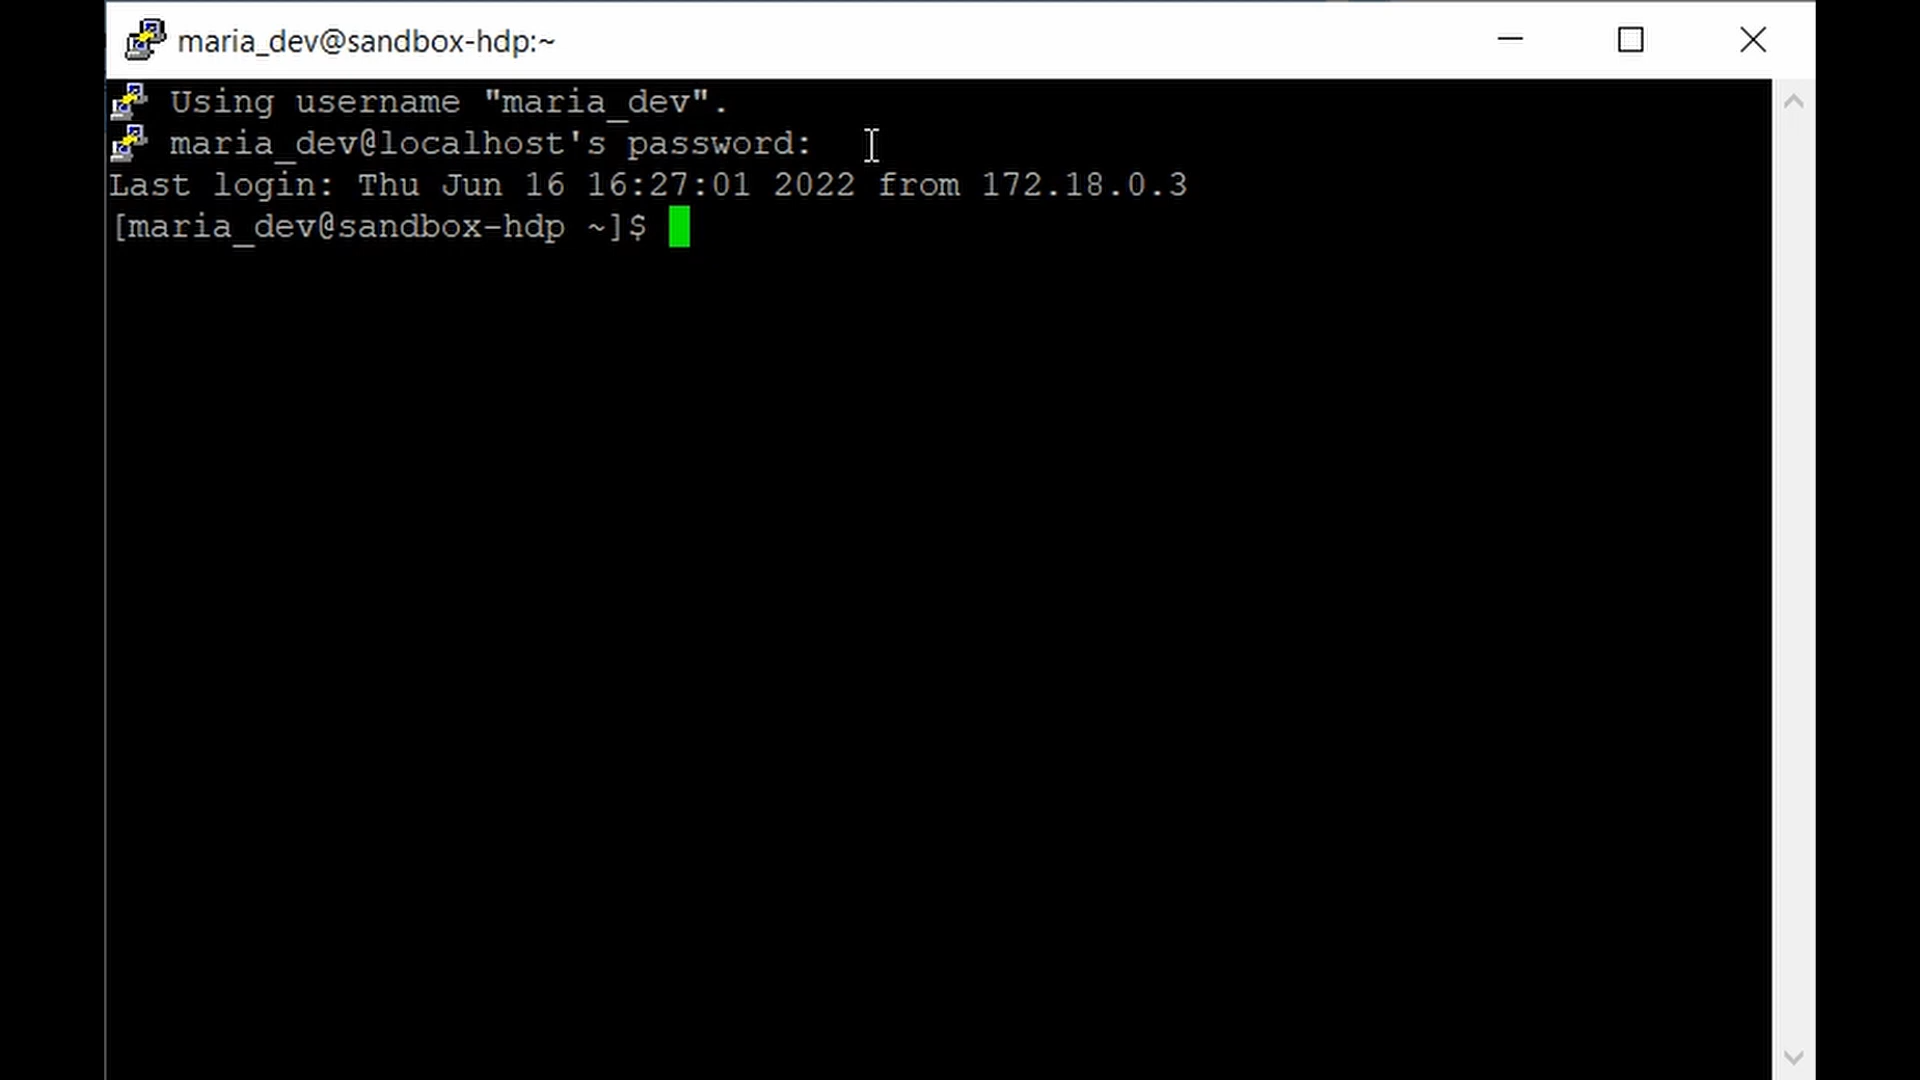 maria_dev@sandbox-hdp:~
Using username "maria_dev".
maria_dev@localhost's password:
Last login: Thu Jun 16 16:27:01 2022 from 172.18.0.3
[maria_dev@sandbox-hdp ~]$